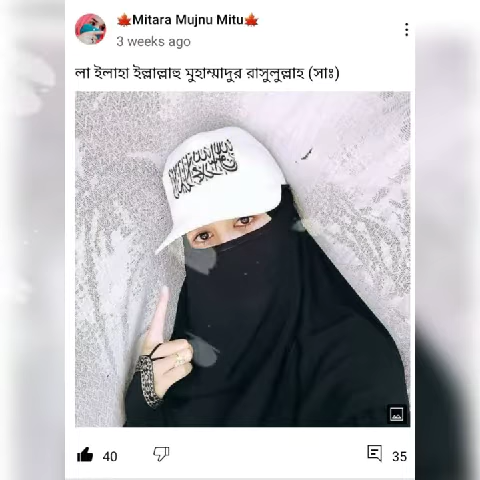 🍁Mitara Mujnu Mitu🍁
3 weeks ago
লা ইলাহা ইল্লাল্লাহু মুহাম্মাদুর রাসুলুল্লাহ (সাঃ)
40
35